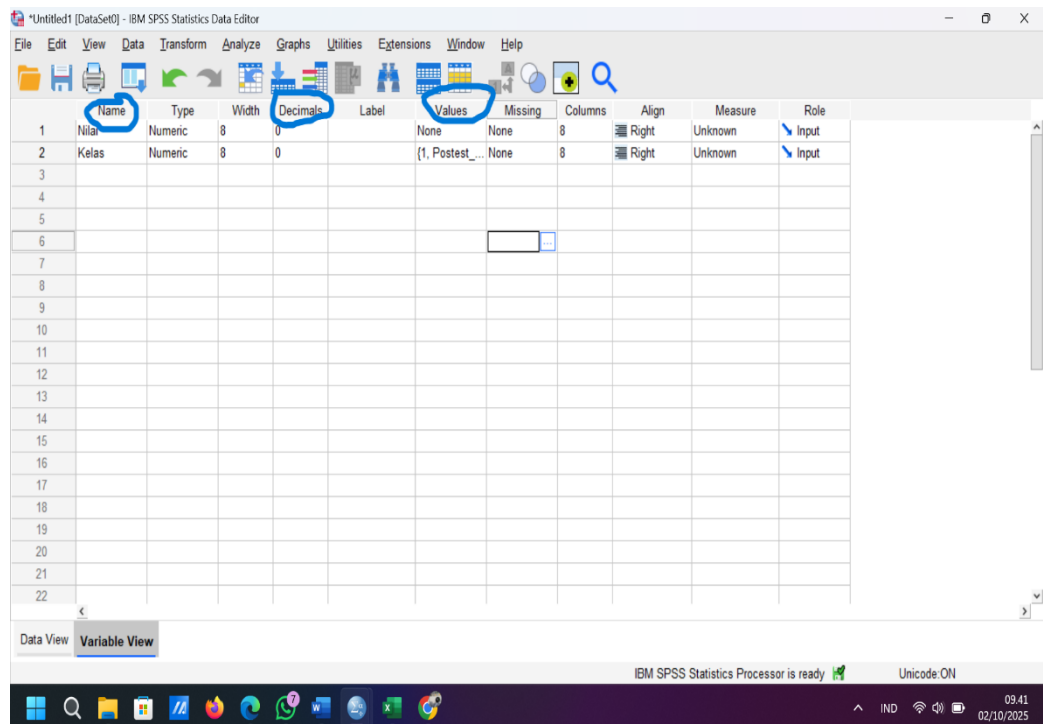 *Untitled1 [DataSet0] - IBM SPSS Statistics Data Editor
File Edit View Data Transform Analyze Graphs Utilities Extensions Window Help
Name Type Width Decimals Label Values Missing Columns Align Measure Role
1 Nilai Numeric 8 0 None None 8 Right Unknown Input
2 Kelas Numeric 8 0 {1, Postest_... None 8 Right Unknown Input
3
4
5
6 ...
7
8
9
10
11
12
13
14
15
16
17
18
19
20
21
22
Data View Variable View
IBM SPSS Statistics Processor is ready Unicode:ON
7
IND 09.41
02/10/2025